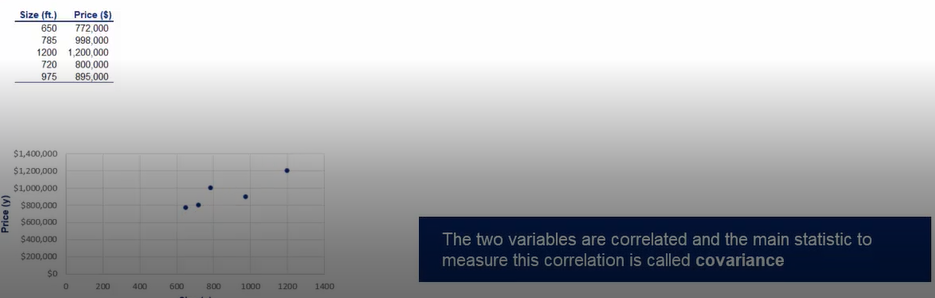 Size (ft.) Price ($)
650 772,000
785 998,000
1200 1,200,000
720 800,000
975 895,000
$1,400,000
$1,200,000
$1,000,000
$800,000
$600,000
$400,000
$200,000
$0
Price (y)
0 200 400 600 800 1000 1200 1400
The two variables are correlated and the main statistic to
measure this correlation is called covariance